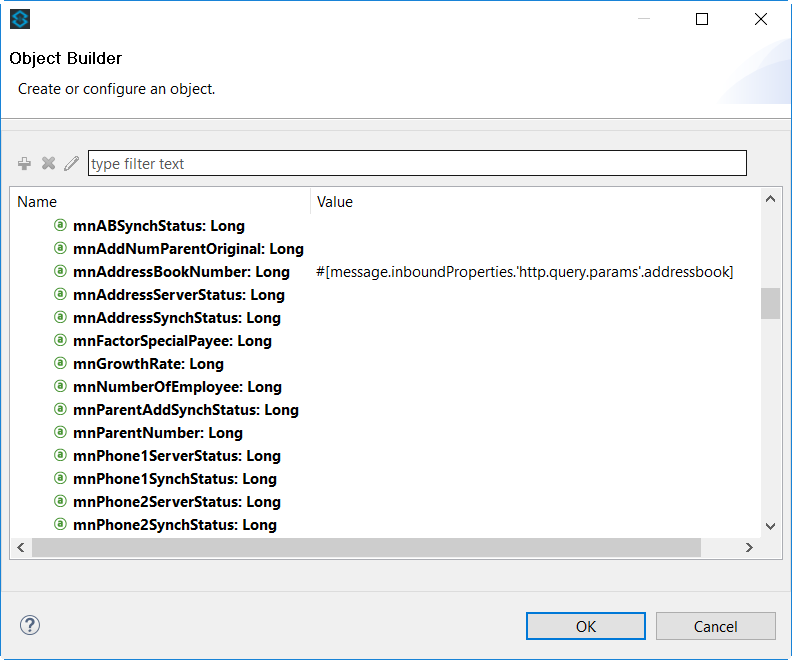 Object Builder
Create or configure an object.
type filter text
Name Value
mnABSynchStatus: Long
mnAddNumParentOriginal: Long
mnAddressBookNumber: Long #[message.inboundProperties.'http.query.params'.addressbook]
mnAddressServerStatus: Long
mnAddressSynchStatus: Long
mnFactorSpecialPayee: Long
mnGrowthRate: Long
mnNumberOfEmployee: Long
mnParentAddSynchStatus: Long
mnParentNumber: Long
mnPhone1ServerStatus: Long
mnPhone1SynchStatus: Long
mnPhone2ServerStatus: Long
mnPhone2SynchStatus: Long
OK Cancel